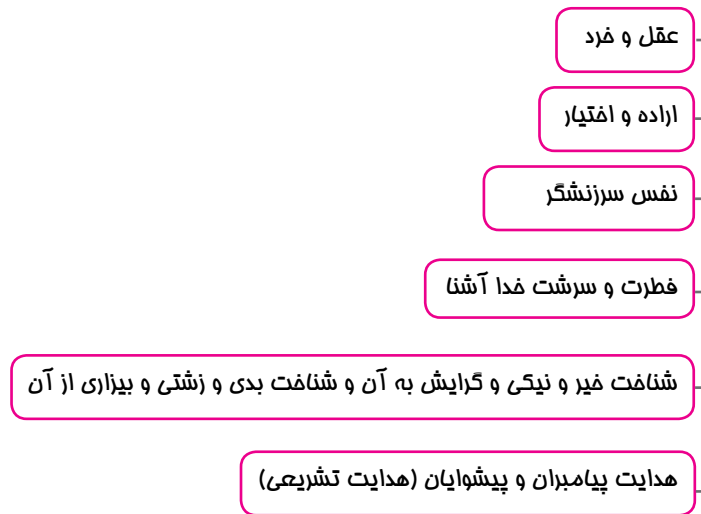 عقل و خرد
اراده و اختیار
نفس سرزنشگر
فطرت و سرشت خدا آشنا
شناخت خیر و نیکی و گرایش به آن و شناخت بدی و زشتی و بیزاری از آن
هدایت پیامبران و پیشوایان (هدایت تشریعی)